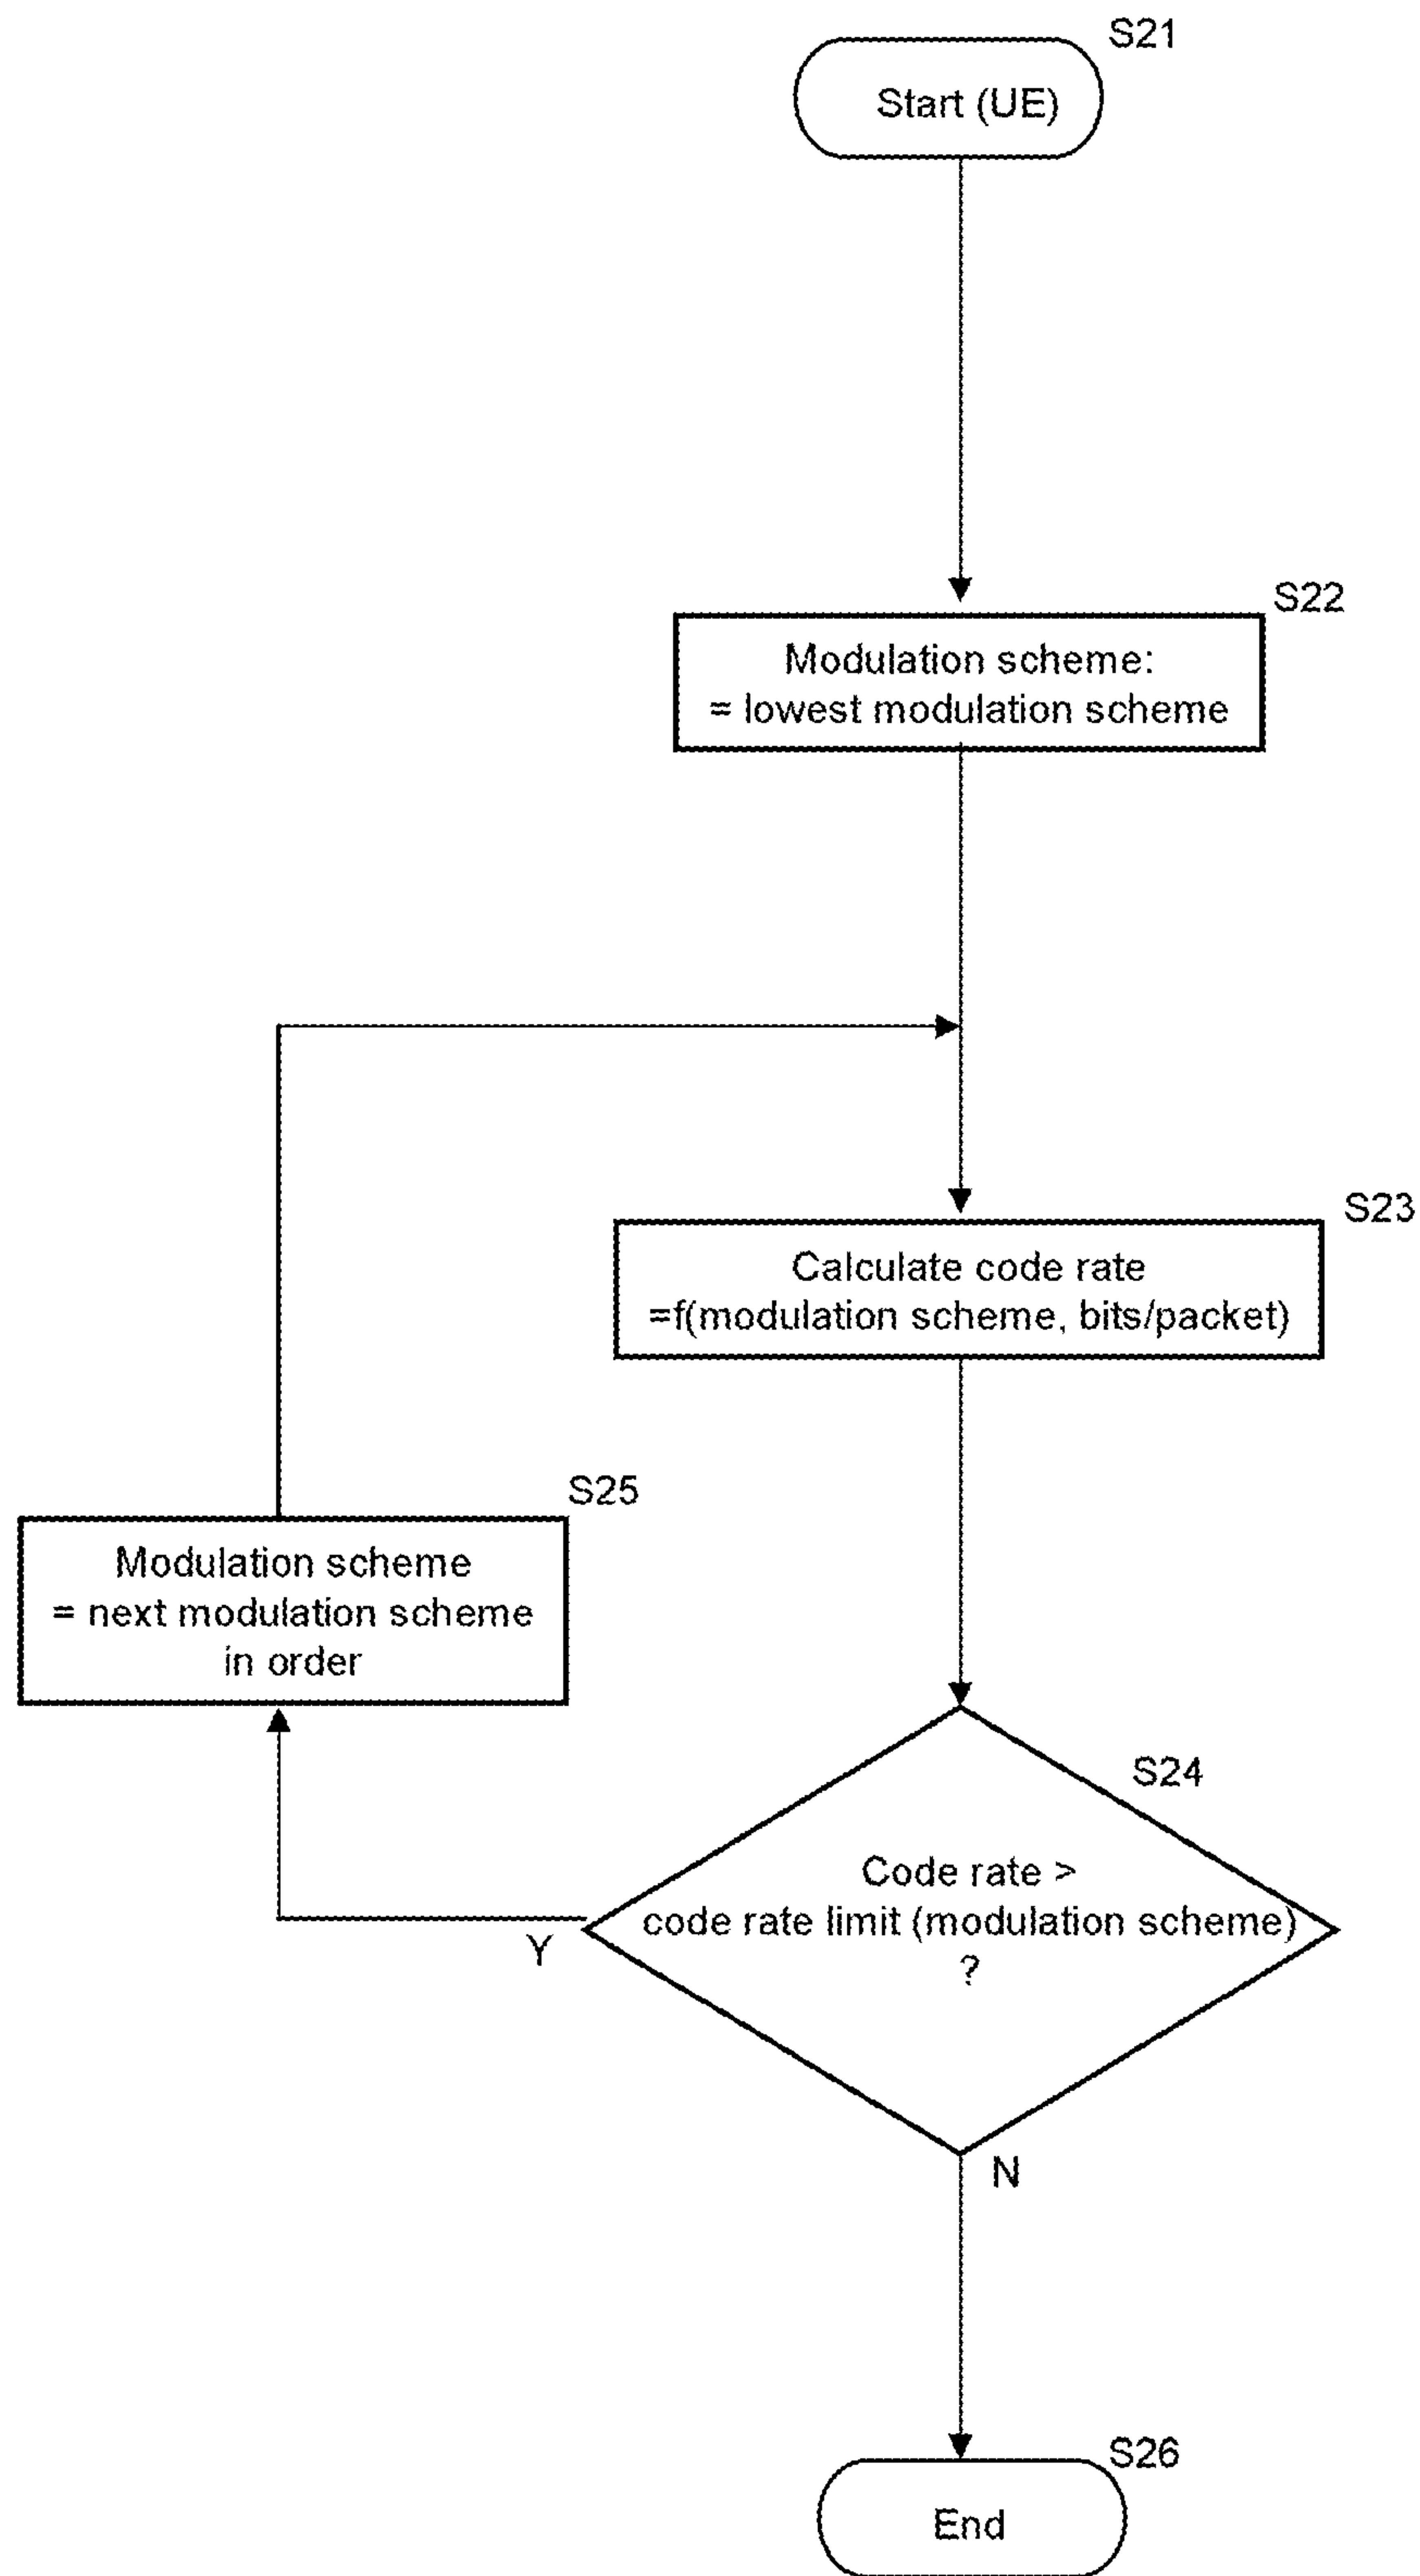 S21
Start (UE)
S22
Modulation scheme:
= lowest modulation scheme
S23
Calculate code rate
=f(modulation scheme, bits/packet)
S25
Modulation scheme
= next modulation scheme
in order
S24
Code rate >
code rate limit (modulation scheme)
?
Y
N
S26
End